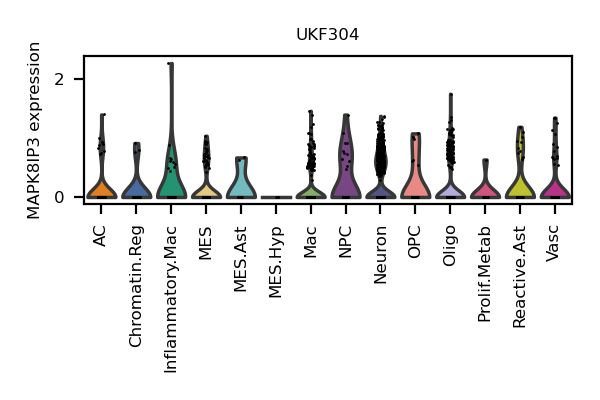 UKF304
MAPK8IP3 expression
2
0
AC
Chromatin.Reg
Inflammatory.Mac
MES
MES.Ast
MES.Hyp
Mac
NPC
Neuron
OPC
Oligo
Prolif.Metab
Reactive.Ast
Vasc